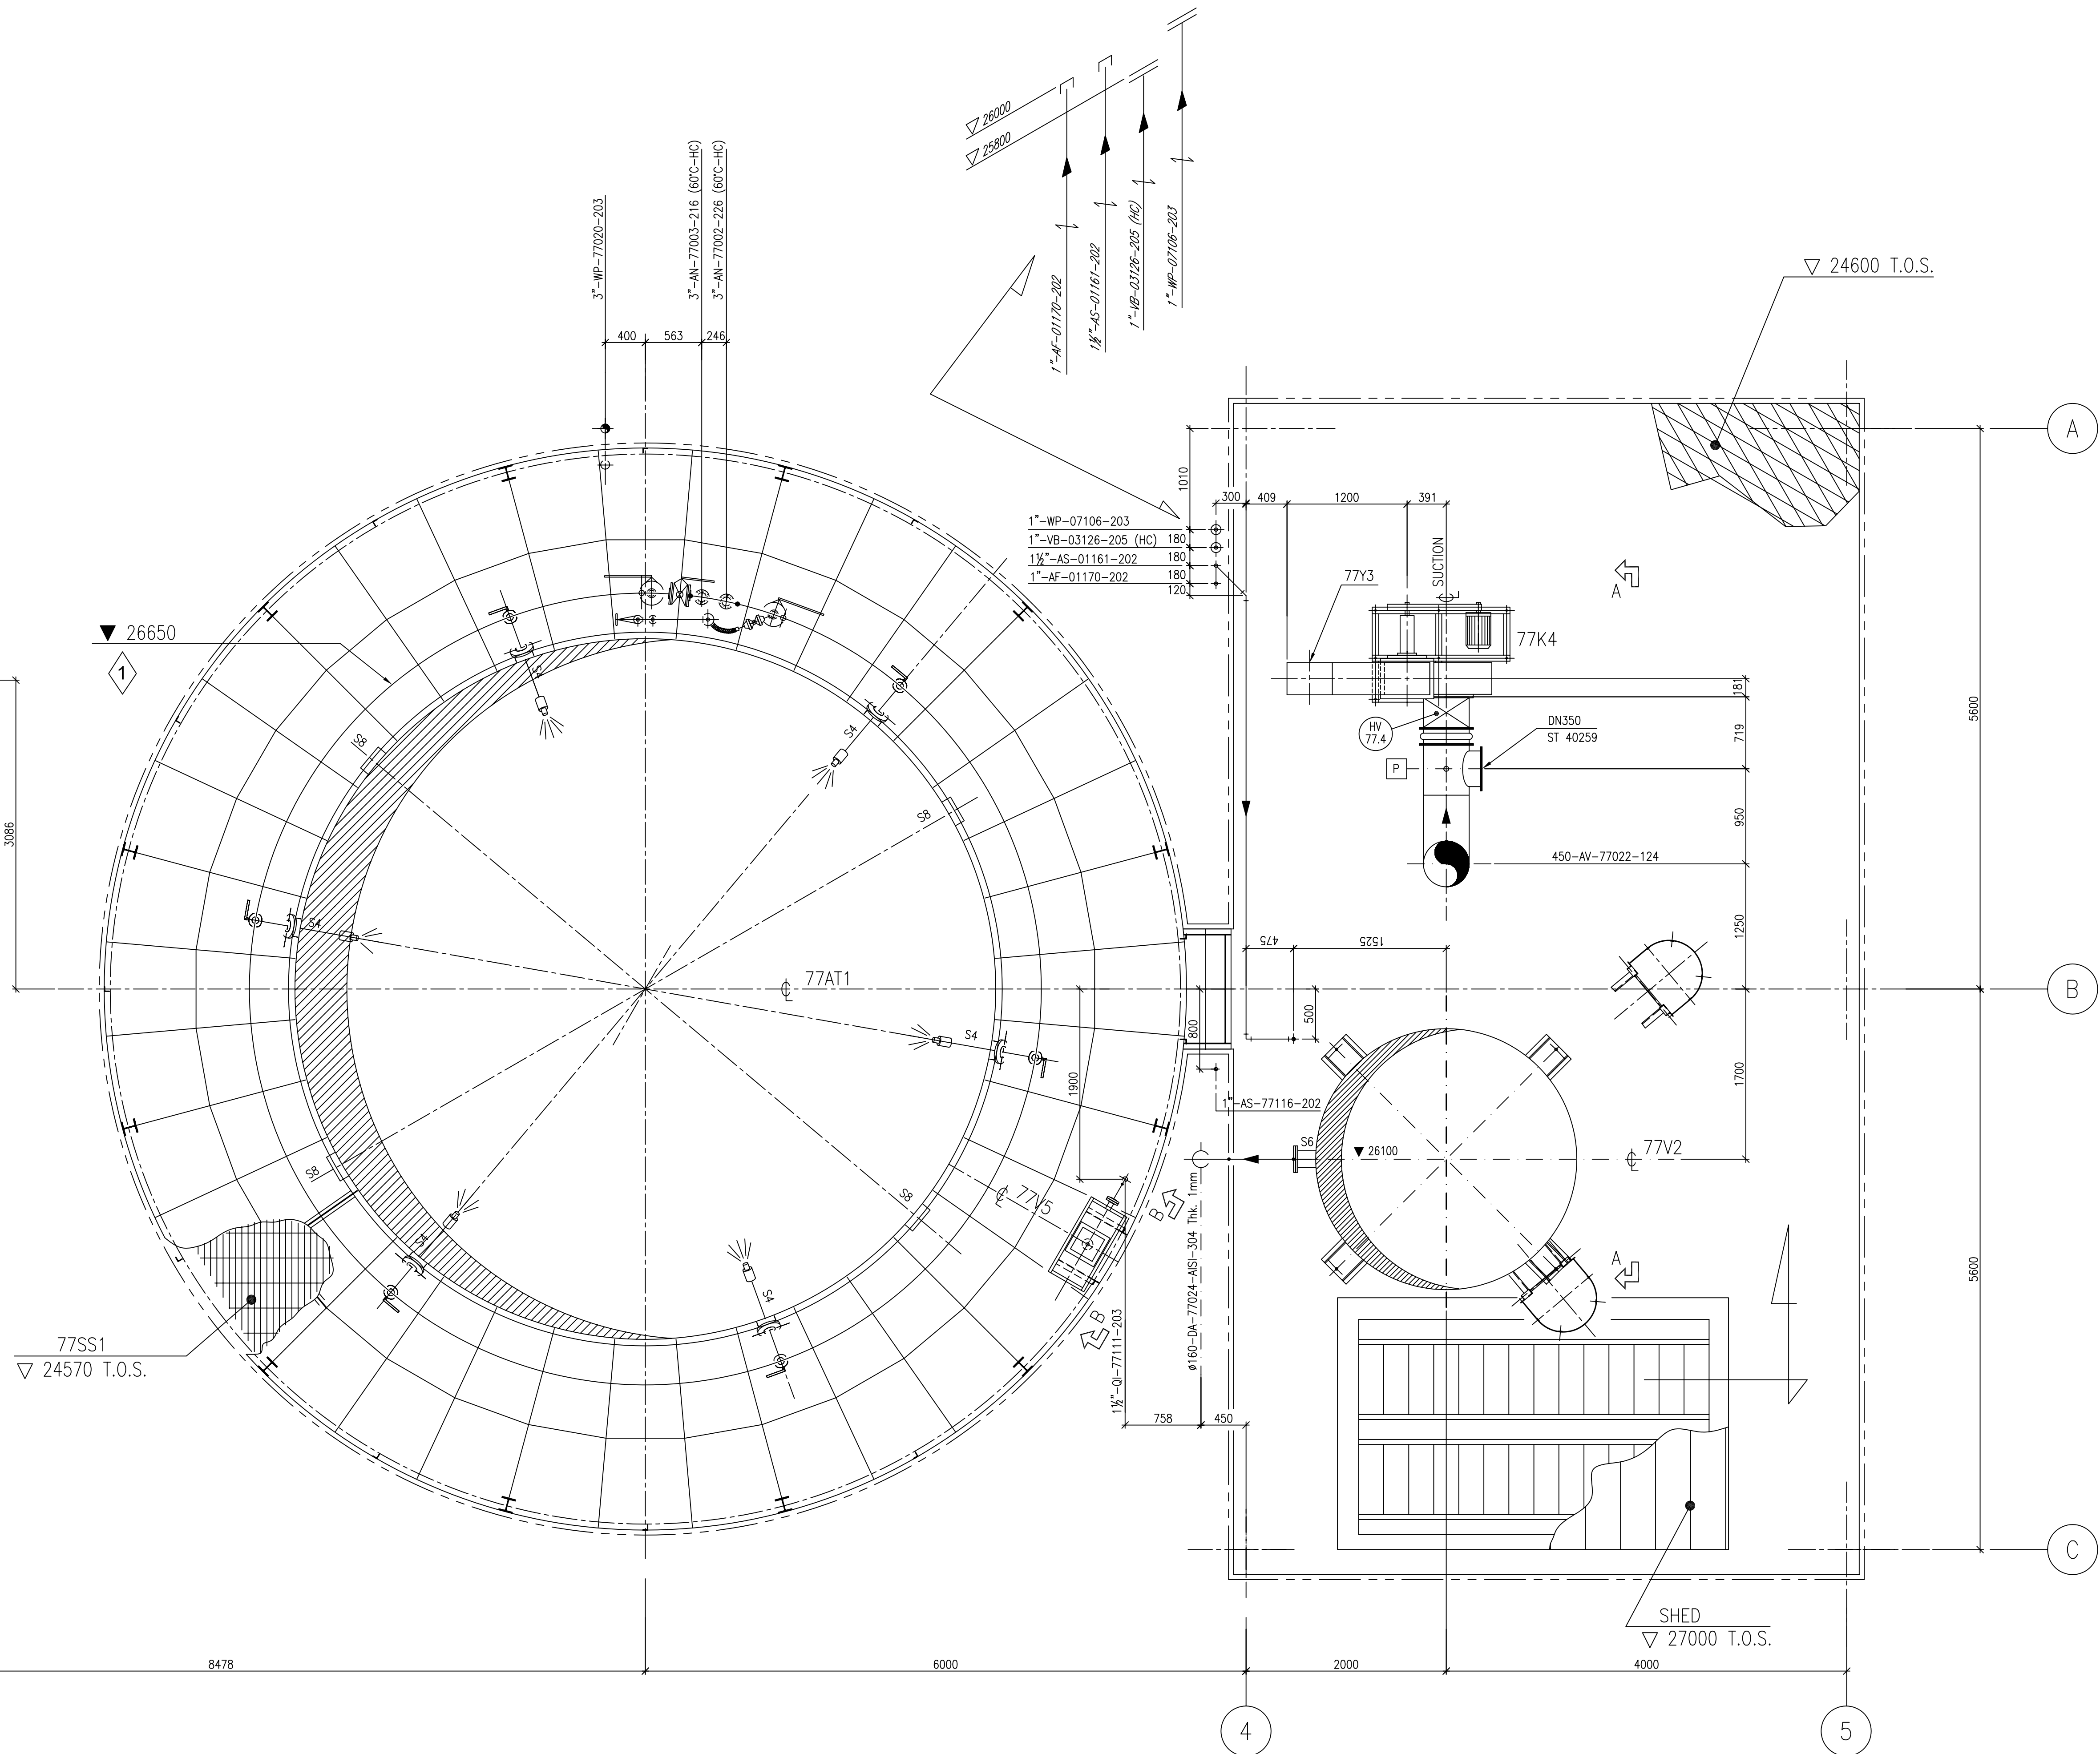 ▽ 26000
▽ 25800
1"-AF-01170-202
1½"-AS-01161-202
1"-VB-03126-205 (HC)
1"-WP-07106-203
3"-WP-77020-203
3"-AN-77003-216 (60°C-HC)
3"-AN-77002-226 (60°C-HC)
400
563
246
▽ 24600 T.O.S.
A
1010
300
409
1200
391
1"-WP-07106-203
1"-VB-03126-205 (HC)
180
1½"-AS-01161-202
180
1"-AF-01170-202
180
120
SUCTION
A
77Y3
77K4
▼ 26650
1
HV
77.4
DN350
ST 40259
P
181
719
950
5600
450-AV-77022-124
1250
3086
S4
S4
S8
S8
S4
S4
S8
S8
S4
S4
77AT1
475
1525
500
800
1900
1700
B
1"-AS-77116-202
S6
▼ 26100
77V2
77V5
B
B
A
ø160-DA-77024-AISI-304 Thk. 1mm
1½"-QI-77111-203
758
450
5600
77SS1
▽ 24570 T.O.S.
C
SHED
▽ 27000 T.O.S.
8478
6000
2000
4000
4
5